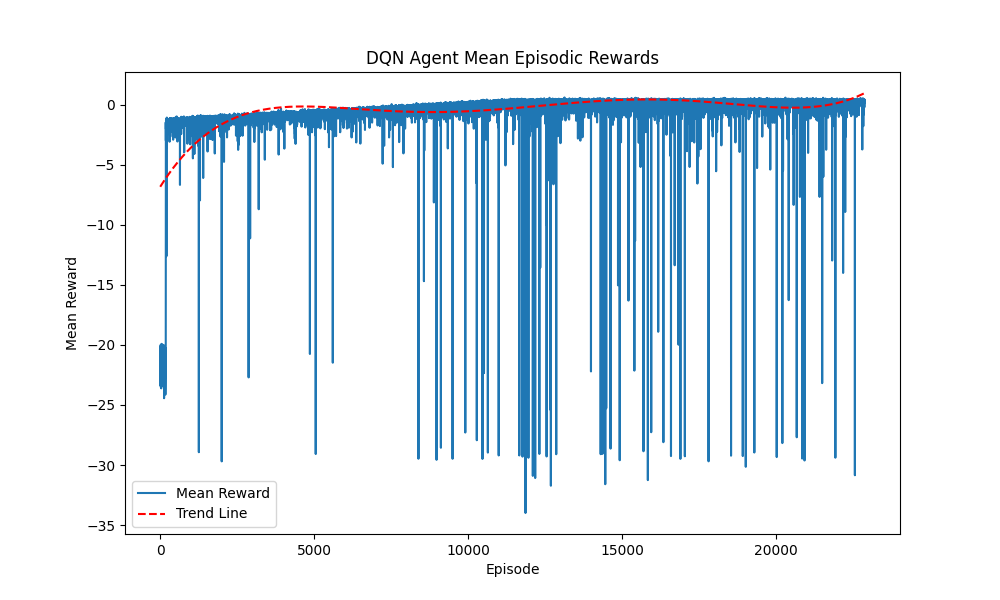 DQN Agent Mean Episodic Rewards
Mean Reward
0
−5
−10
−15
−20
−25
−30
−35
Mean Reward
Trend Line
0
5000
10000
15000
20000
Episode